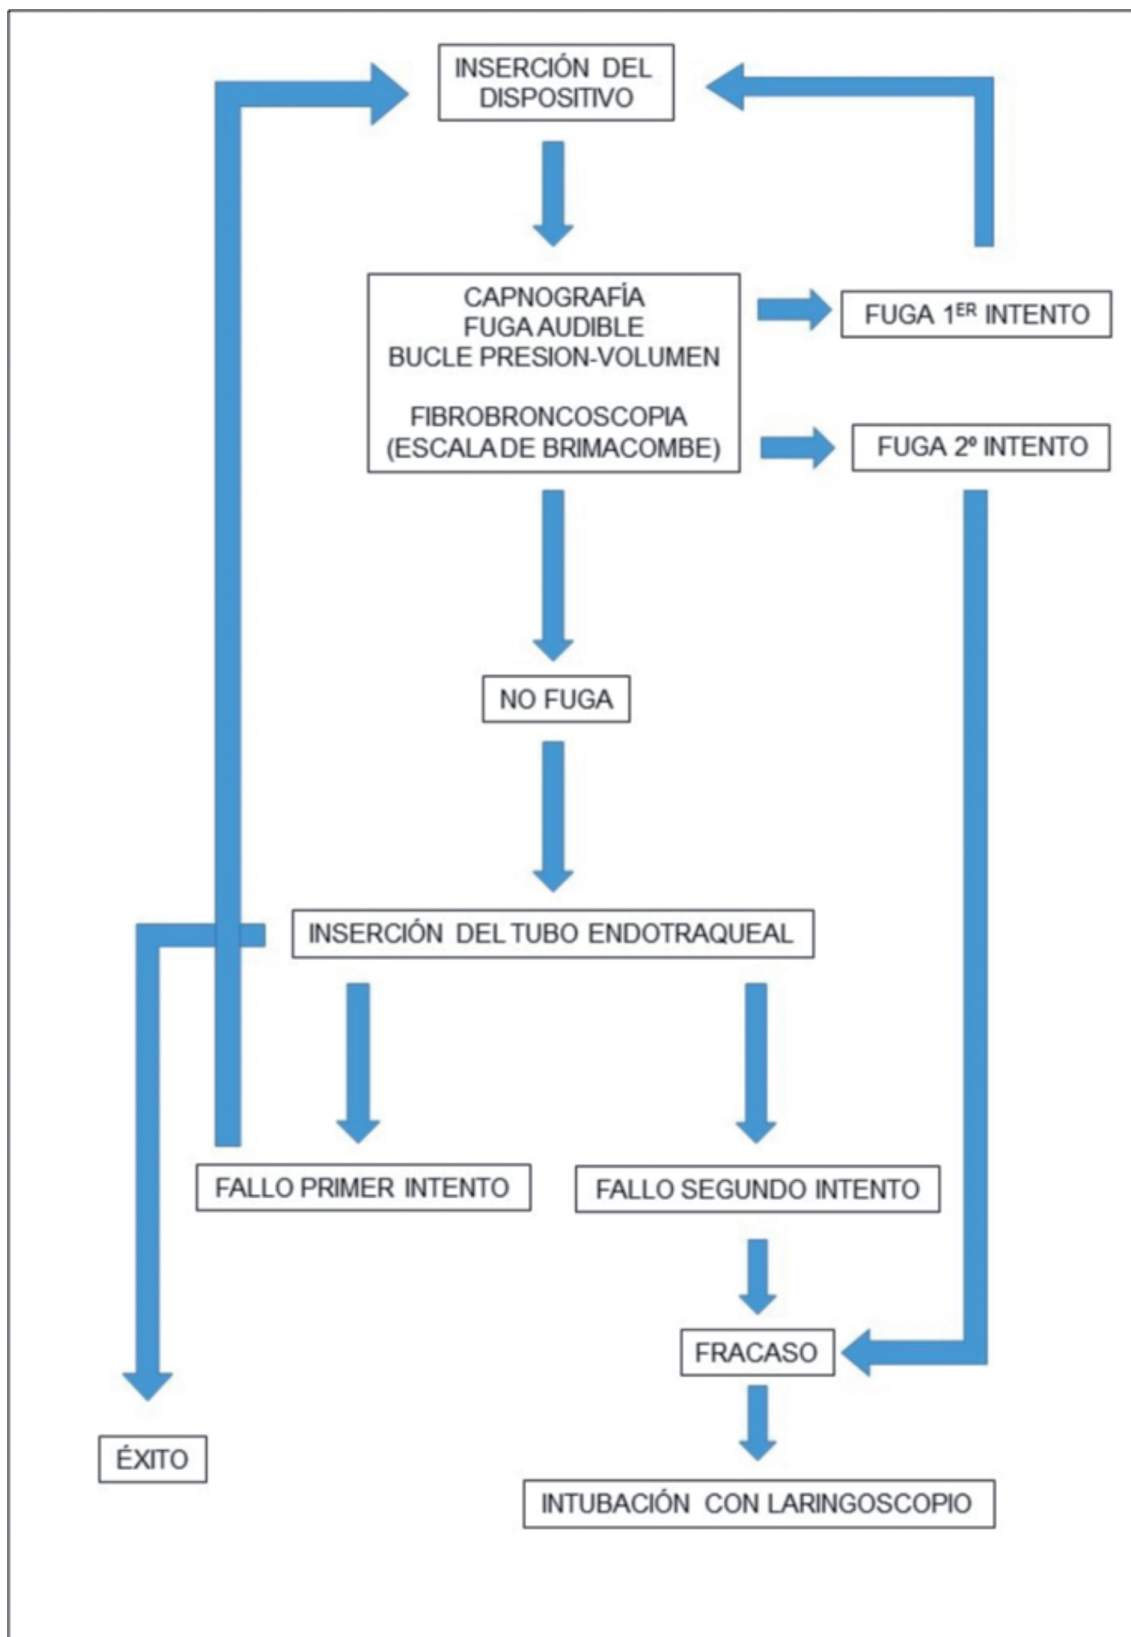 INSERCIÓN DEL
DISPOSITIVO
CAPNOGRAFÍA
FUGA AUDIBLE
BUCLE PRESION-VOLUMEN
FIBROBRONCOSCOPIA
(ESCALA DE BRIMACOMBE)
FUGA 1ER INTENTO
FUGA 2º INTENTO
NO FUGA
INSERCIÓN DEL TUBO ENDOTRAQUEAL
FALLO PRIMER INTENTO
FALLO SEGUNDO INTENTO
FRACASO
ÉXITO
INTUBACIÓN CON LARINGOSCOPIO